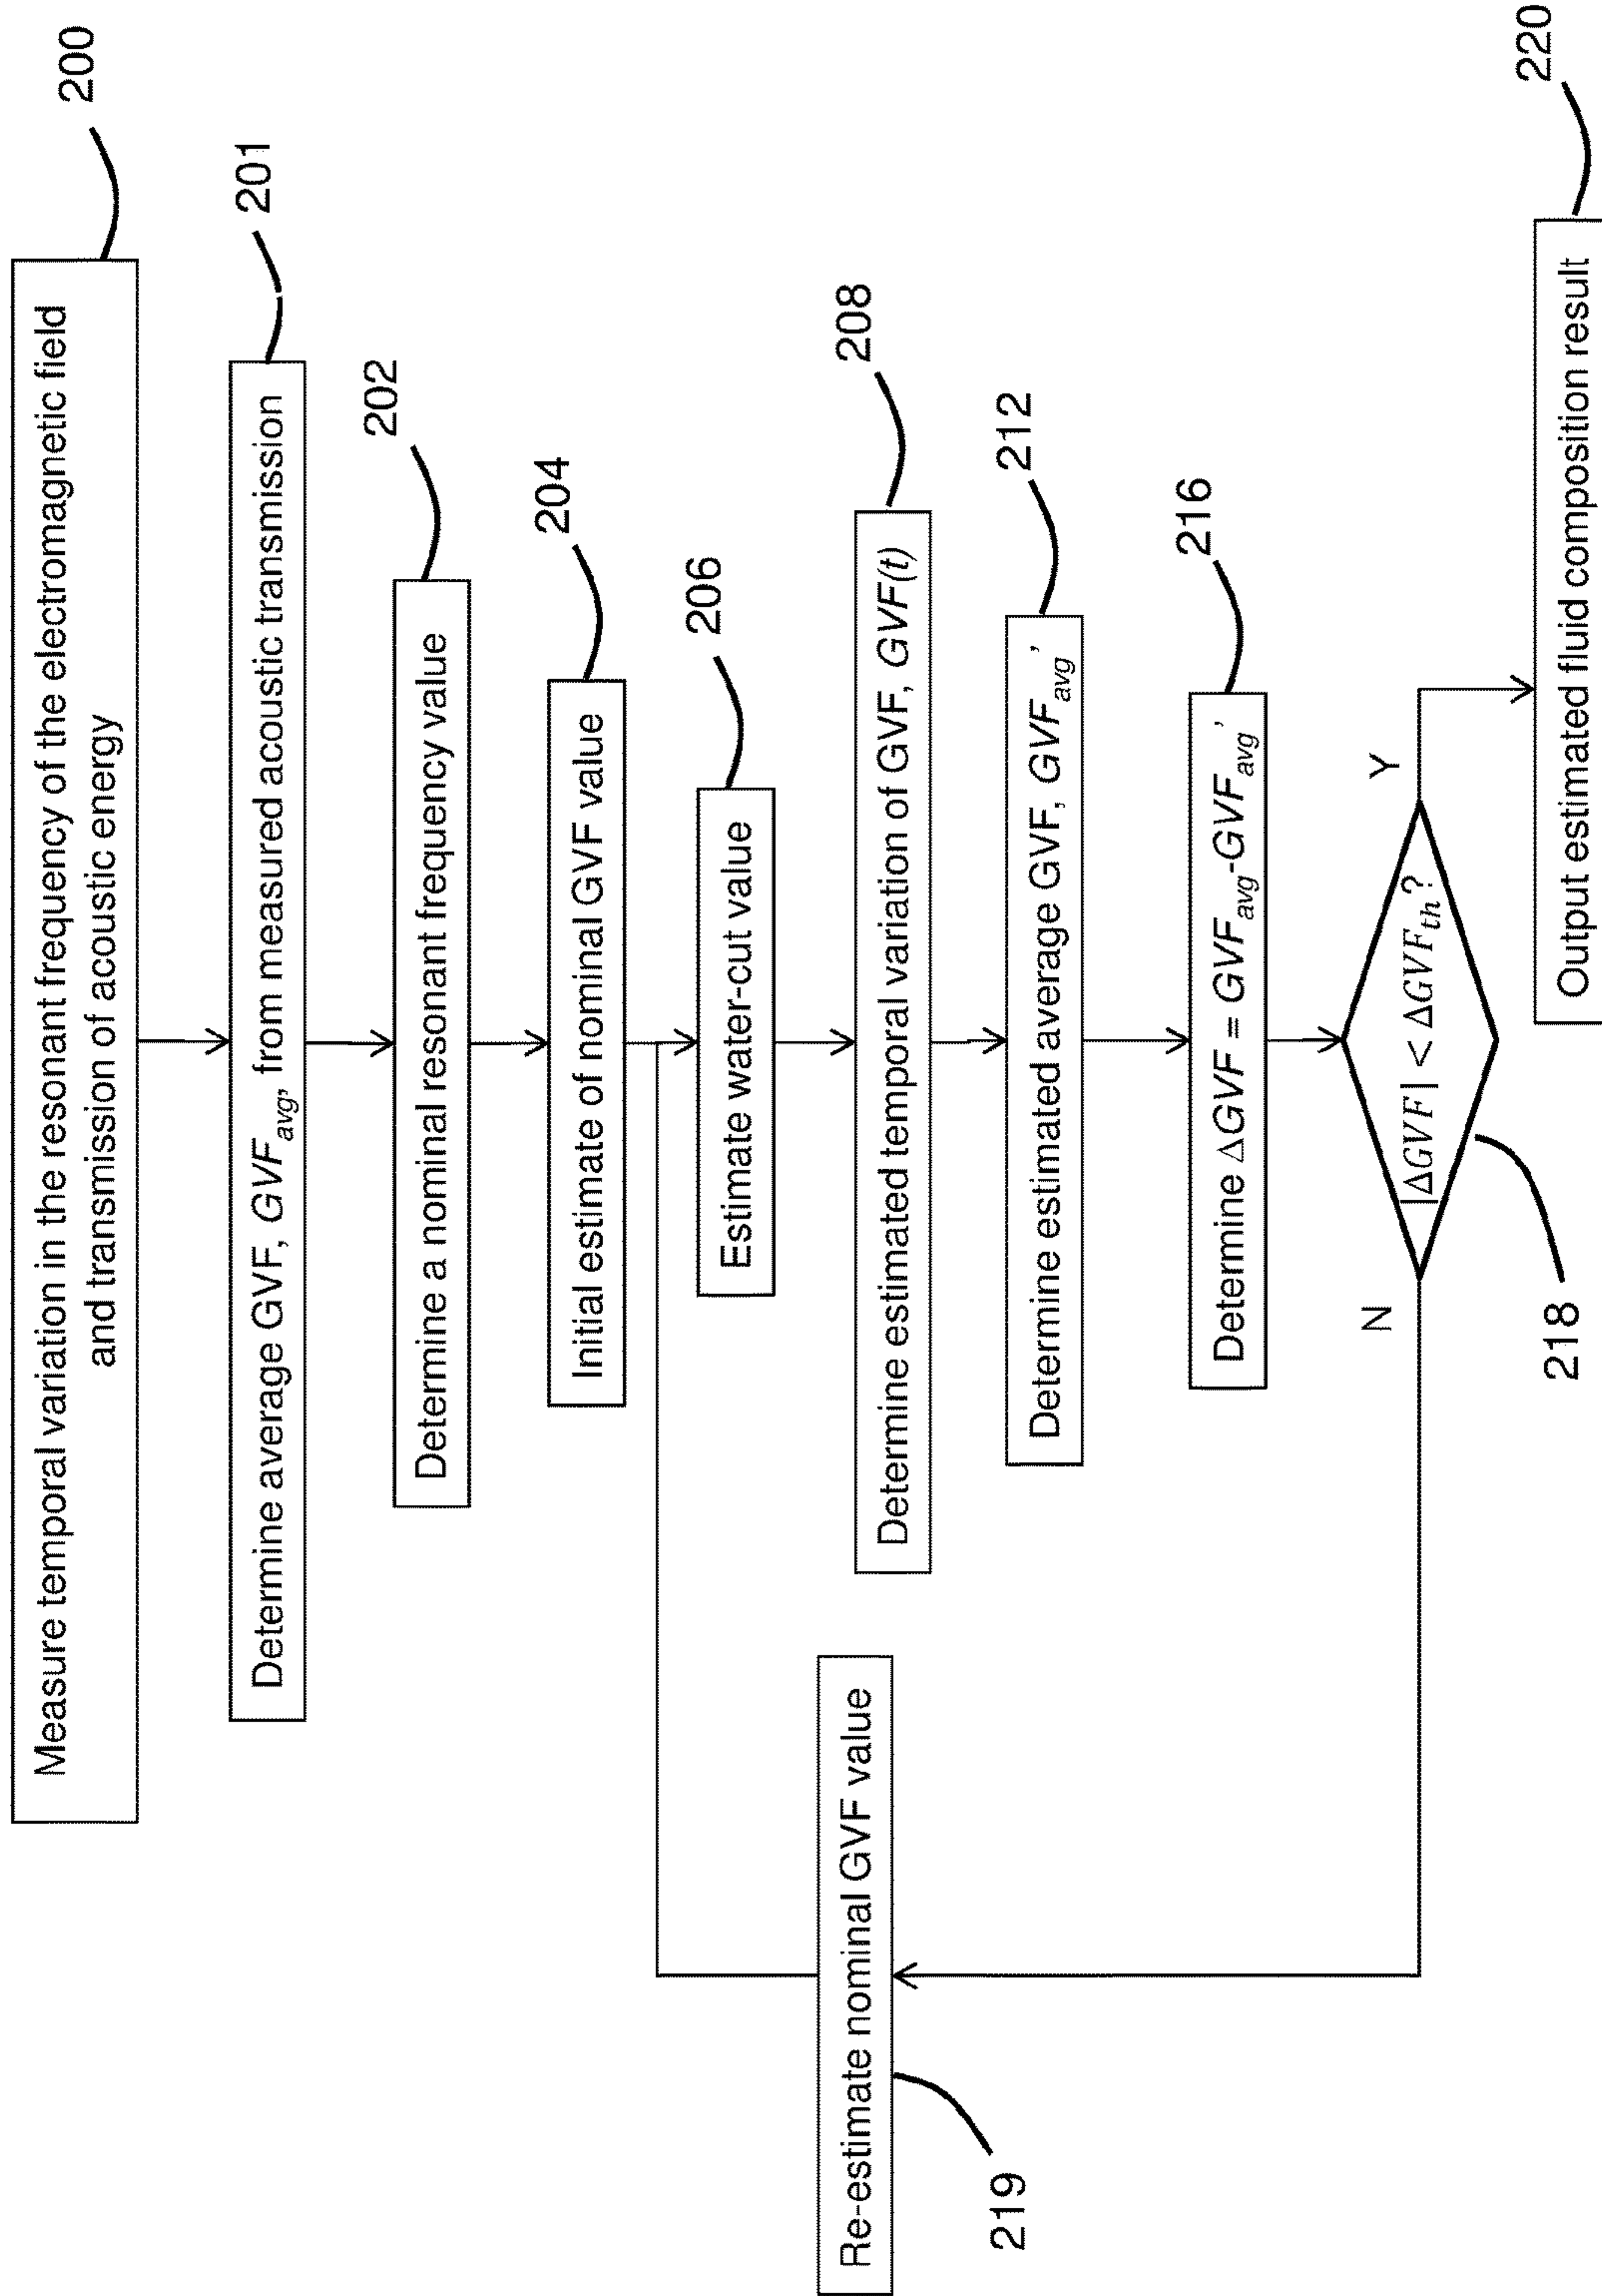 Measure temporal variation in the resonant frequency of the electromagnetic field
and transmission of acoustic energy
200
Determine average GVF, GVFavg, from measured acoustic transmission
201
Determine a nominal resonant frequency value
202
Initial estimate of nominal GVF value
204
Estimate water-cut value
206
Re-estimate nominal GVF value
219
Determine estimated temporal variation of GVF, GVF(t)
208
Determine estimated average GVF, GVFavg'
212
Determine ΔGVF = GVFavg-GVFavg'
216
N
Y
|ΔGVF| < ΔGVFth?
218
Output estimated fluid composition result
220